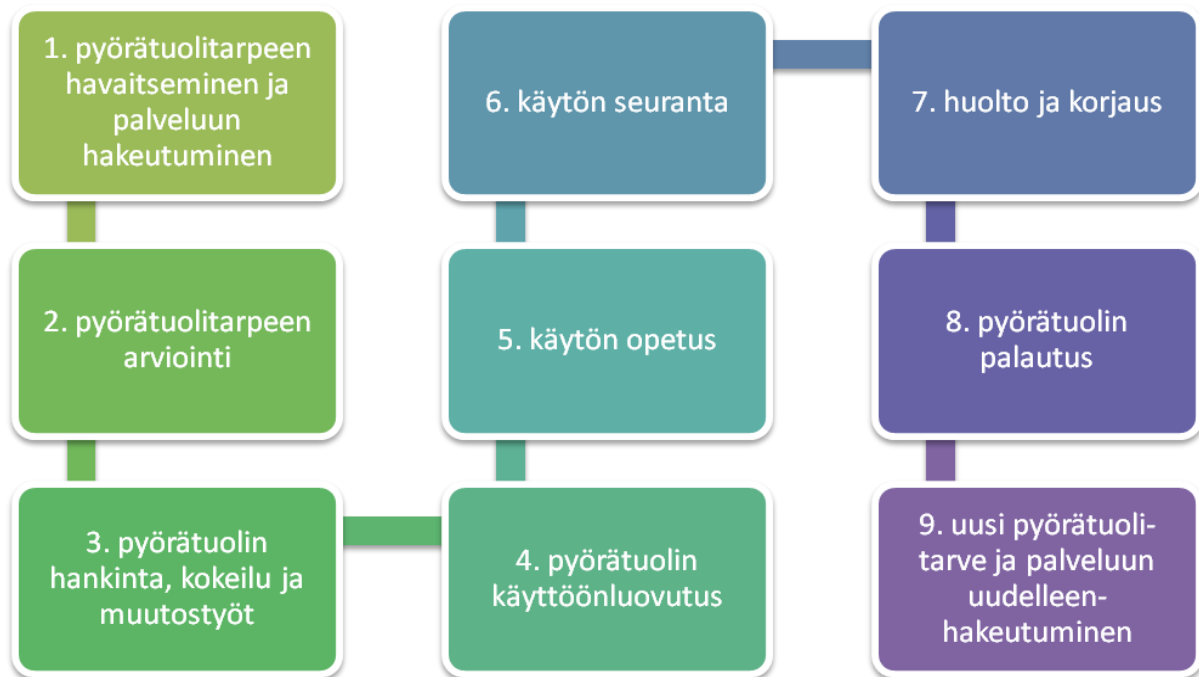 1. pyörätuolitarpeen
havaitseminen ja
palveluun
hakeutuminen
2. pyörätuolitarpeen
arviointi
3. pyörätuolin
hankinta, kokeilu ja
muutostyöt
4. pyörätuolin
käyttöönluovutus
5. käytön opetus
6. käytön seuranta
7. huolto ja korjaus
8. pyörätuolin
palautus
9. uusi pyörätuoli-
tarve ja palveluun
uudelleen-
hakeutuminen